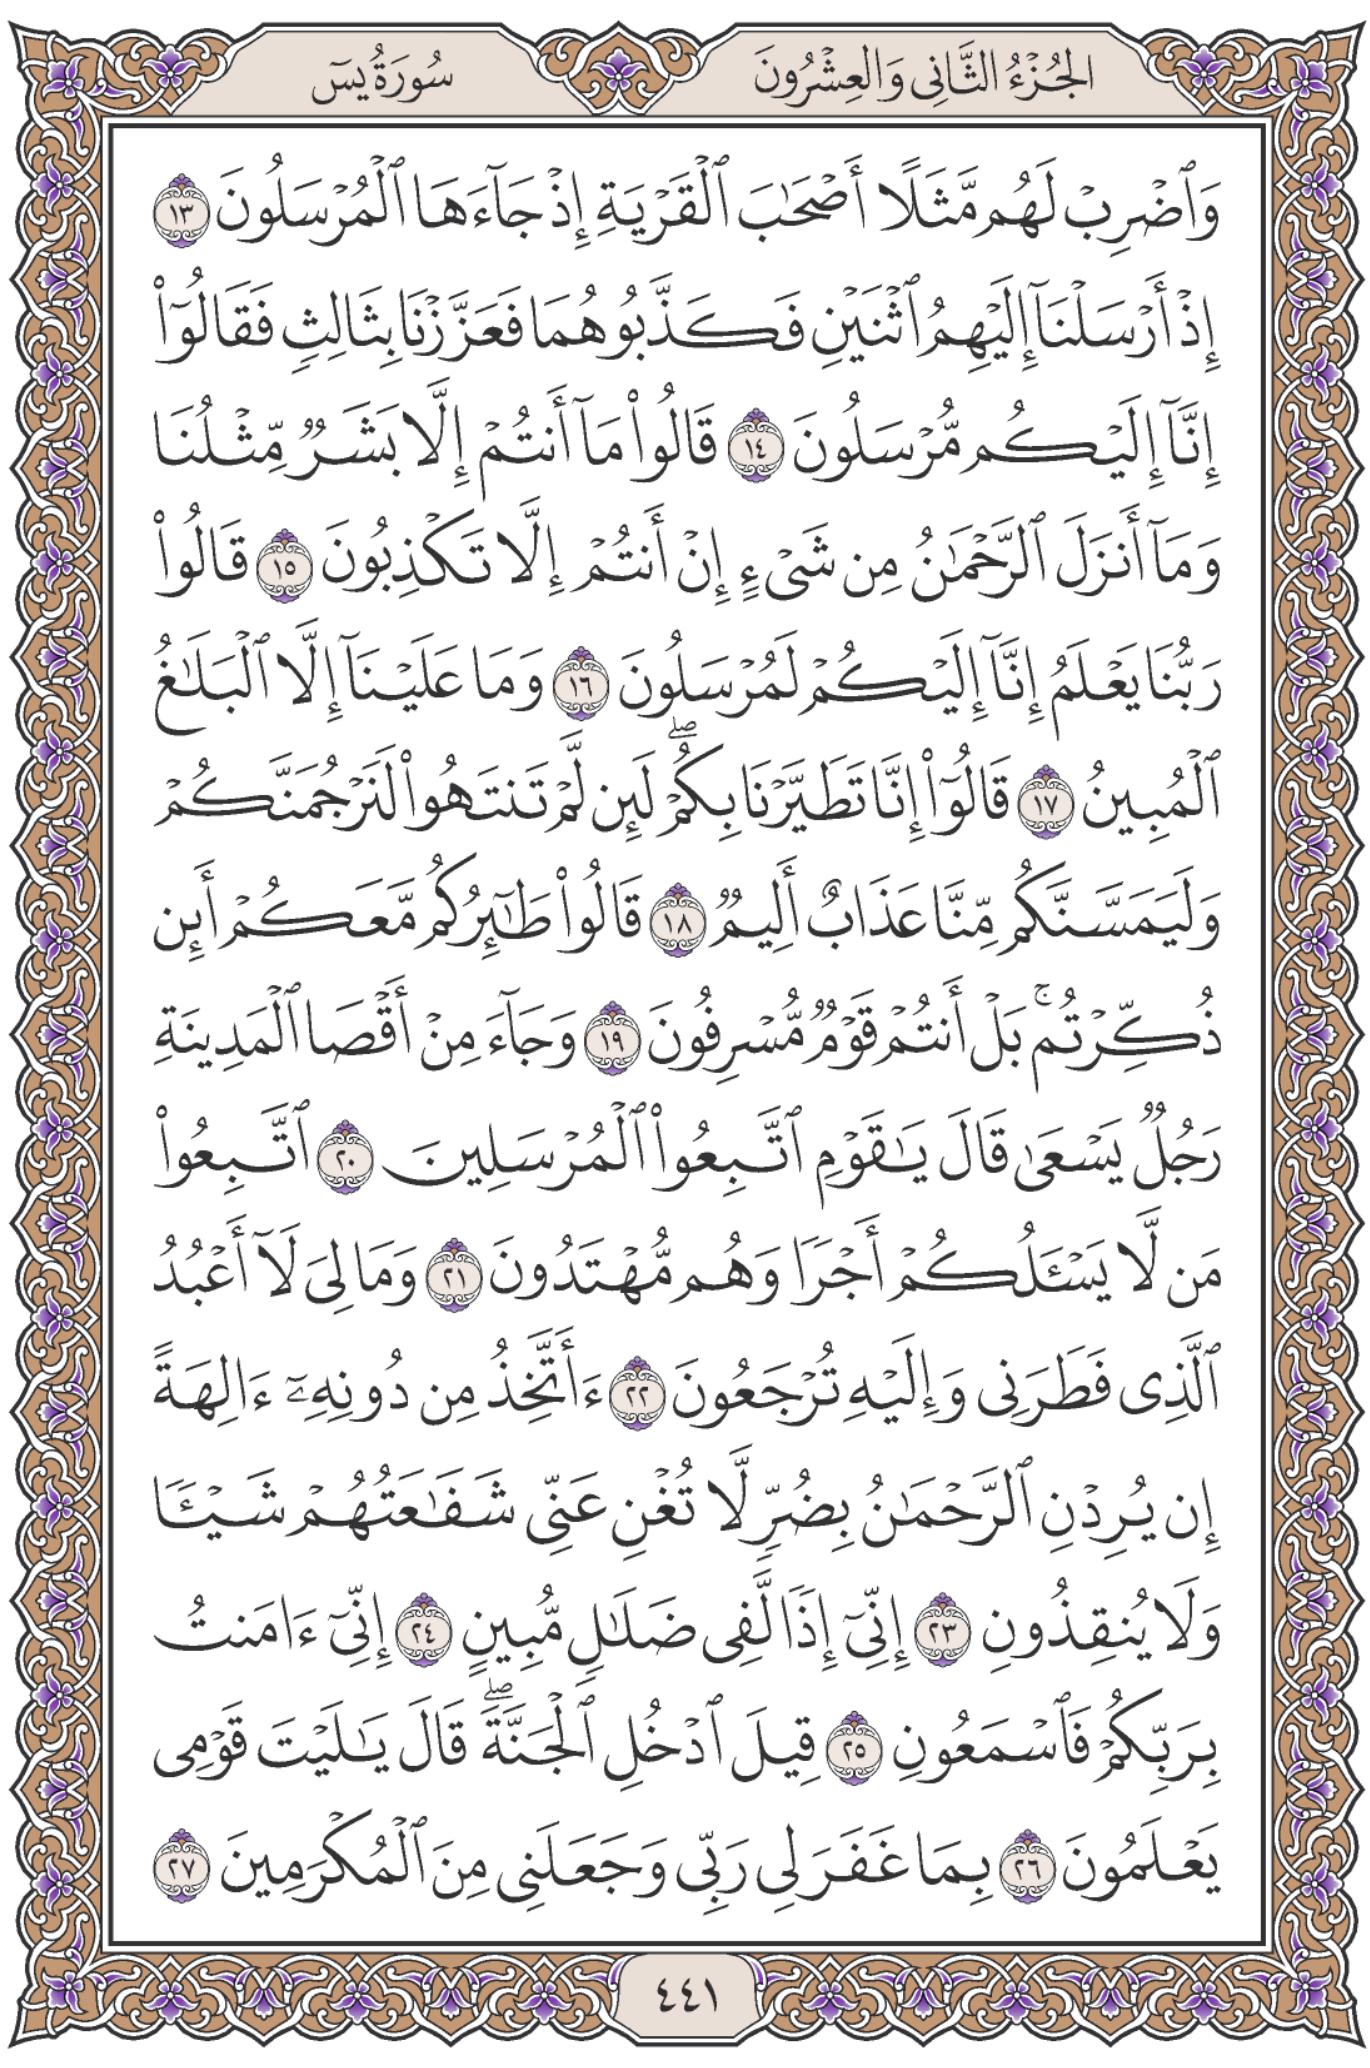 الجُزْءُ الثَّانِي وَالعِشْرُونَ
سُورَةُ يسٓ
وَٱضْرِبْ لَهُم مَّثَلًا أَصْحَٰبَ ٱلْقَرْيَةِ إِذْ جَآءَهَا ٱلْمُرْسَلُونَ ١٣
إِذْ أَرْسَلْنَآ إِلَيْهِمُ ٱثْنَيْنِ فَكَذَّبُوهُمَا فَعَزَّزْنَا بِثَالِثٍ فَقَالُوٓا۟
إِنَّآ إِلَيْكُم مُّرْسَلُونَ ١٤ قَالُوا۟ مَآ أَنتُمْ إِلَّا بَشَرٌ مِّثْلُنَا
وَمَآ أَنزَلَ ٱلرَّحْمَٰنُ مِن شَىْءٍ إِنْ أَنتُمْ إِلَّا تَكْذِبُونَ ١٥ قَالُوا۟
رَبُّنَا يَعْلَمُ إِنَّآ إِلَيْكُمْ لَمُرْسَلُونَ ١٦ وَمَا عَلَيْنَآ إِلَّا ٱلْبَلَٰغُ
ٱلْمُبِينُ ١٧ قَالُوٓا۟ إِنَّا تَطَيَّرْنَا بِكُمْ ۖ لَئِن لَّمْ تَنتَهُوا۟ لَنَرْجُمَنَّكُمْ
وَلَيَمَسَّنَّكُم مِّنَّا عَذَابٌ أَلِيمٌ ١٨ قَالُوا۟ طَٰٓئِرُكُم مَّعَكُمْ أَئِن
ذُكِّرْتُم ۚ بَلْ أَنتُمْ قَوْمٌ مُّسْرِفُونَ ١٩ وَجَآءَ مِنْ أَقْصَا ٱلْمَدِينَةِ
رَجُلٌ يَسْعَىٰ قَالَ يَٰقَوْمِ ٱتَّبِعُوا۟ ٱلْمُرْسَلِينَ ٢٠ ٱتَّبِعُوا۟
مَن لَّا يَسْـَٔلُكُمْ أَجْرًا وَهُم مُّهْتَدُونَ ٢١ وَمَا لِىَ لَآ أَعْبُدُ
ٱلَّذِى فَطَرَنِى وَإِلَيْهِ تُرْجَعُونَ ٢٢ ءَأَتَّخِذُ مِن دُونِهِۦٓ ءَالِهَةً
إِن يُرِدْنِ ٱلرَّحْمَٰنُ بِضُرٍّ لَّا تُغْنِ عَنِّى شَفَٰعَتُهُمْ شَيْـًٔا
وَلَا يُنقِذُونِ ٢٣ إِنِّىٓ إِذًا لَّفِى ضَلَٰلٍ مُّبِينٍ ٢٤ إِنِّىٓ ءَامَنتُ
بِرَبِّكُمْ فَٱسْمَعُونِ ٢٥ قِيلَ ٱدْخُلِ ٱلْجَنَّةَ ۖ قَالَ يَٰلَيْتَ قَوْمِى
يَعْلَمُونَ ٢٦ بِمَا غَفَرَ لِى رَبِّى وَجَعَلَنِى مِنَ ٱلْمُكْرَمِينَ ٢٧
٤٤١